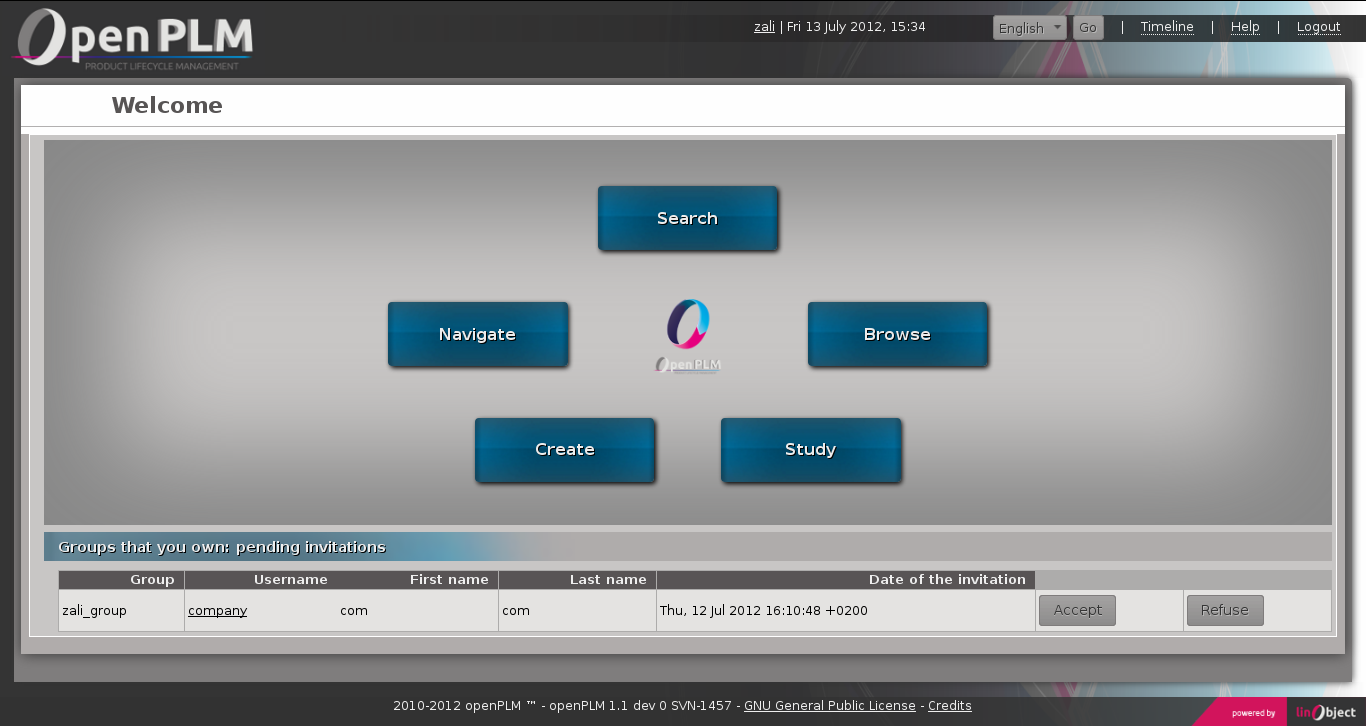 OpenPLM
PRODUCT LIFECYCLE MANAGEMENT
zali | Fri 13 July 2012, 15:34 English Go | Timeline | Help | Logout
Welcome
Search
Navigate
Browse
OpenPLM
Create
Study
Groups that you own: pending invitations
Group Username First name Last name Date of the invitation
zali_group company com com Thu, 12 Jul 2012 16:10:48 +0200 Accept Refuse
2010-2012 openPLM ™ - openPLM 1.1 dev 0 SVN-1457 - GNU General Public License - Credits
powered by linObject